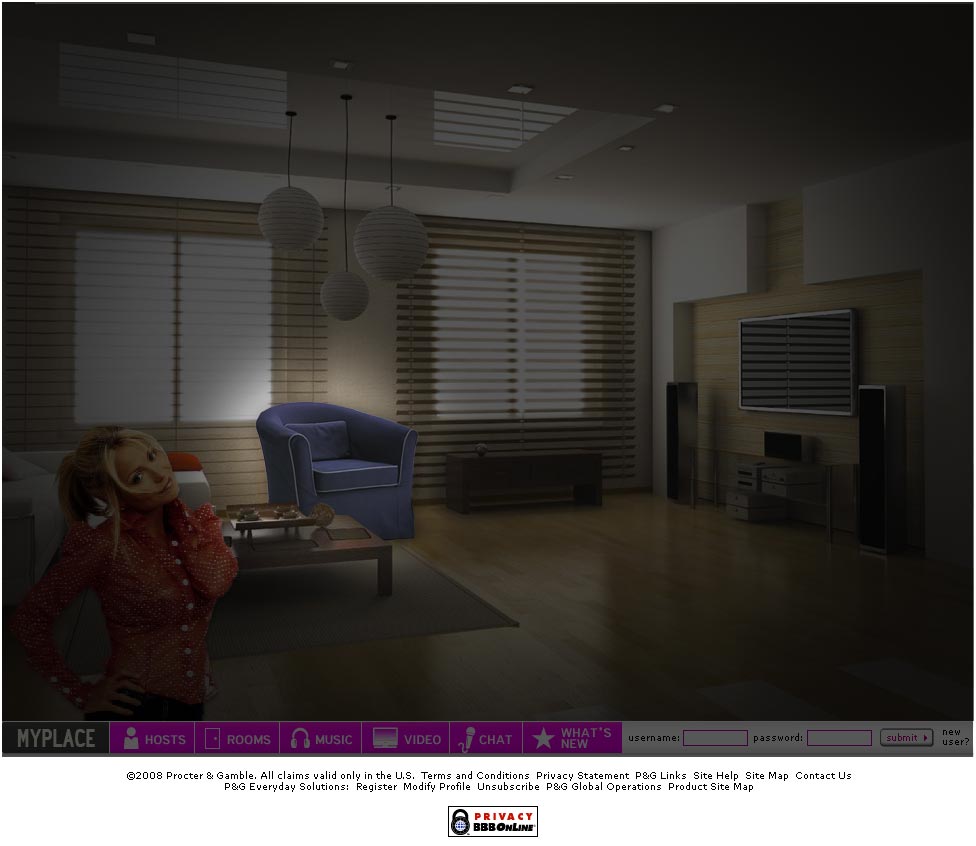 MYPLACE HOSTS ROOMS MUSIC VIDEO CHAT WHAT'S NEW username: password: submit new user?
©2008 Procter & Gamble. All claims valid only in the U.S. Terms and Conditions Privacy Statement P&G Links Site Help Site Map Contact Us
P&G Everyday Solutions: Register Modify Profile Unsubscribe P&G Global Operations Product Site Map
PRIVACY
BBBONLINE